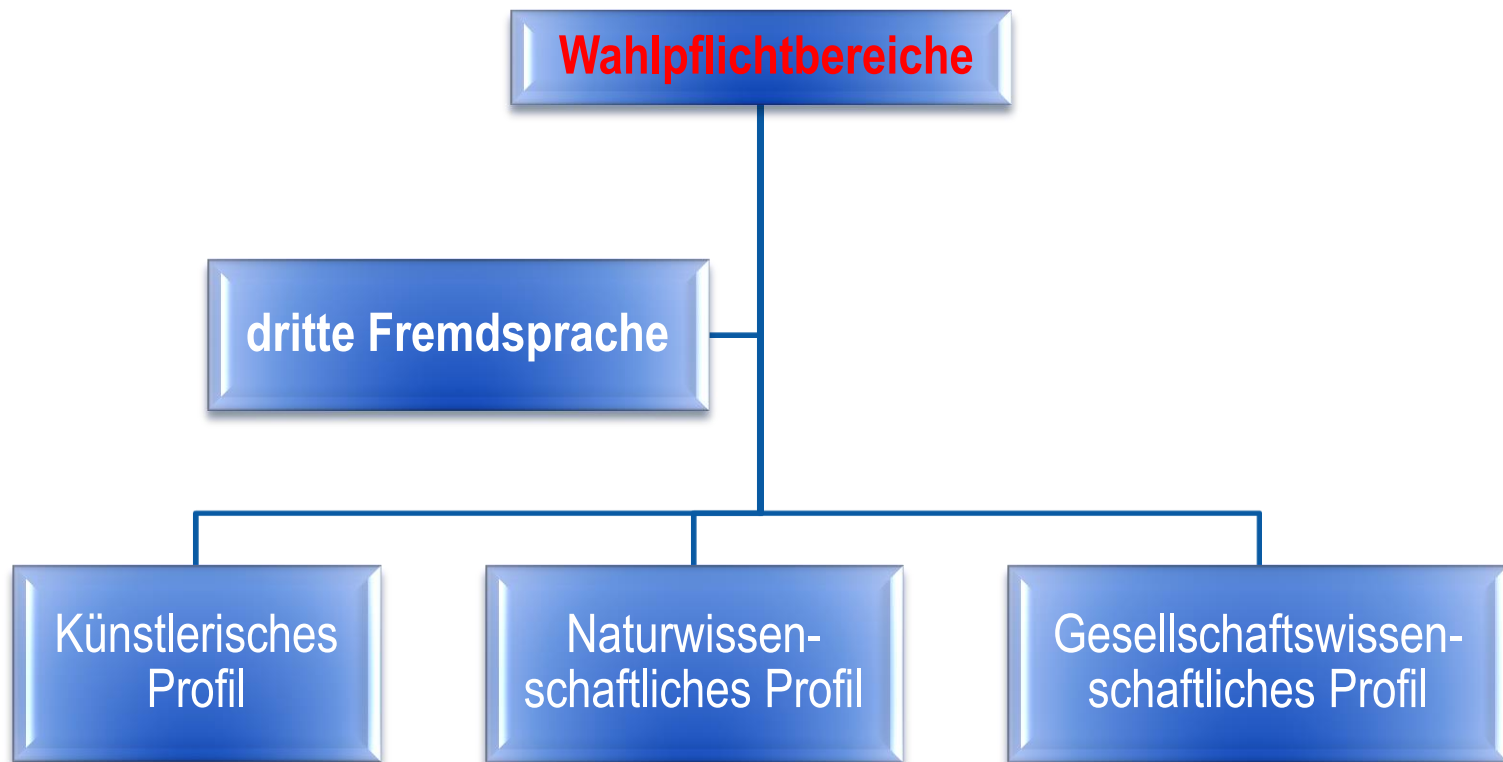 Wahlpflichtbereiche
dritte Fremdsprache
Künstlerisches
Profil
Naturwissen-
schaftliches Profil
Gesellschaftswissen-
schaftliches Profil